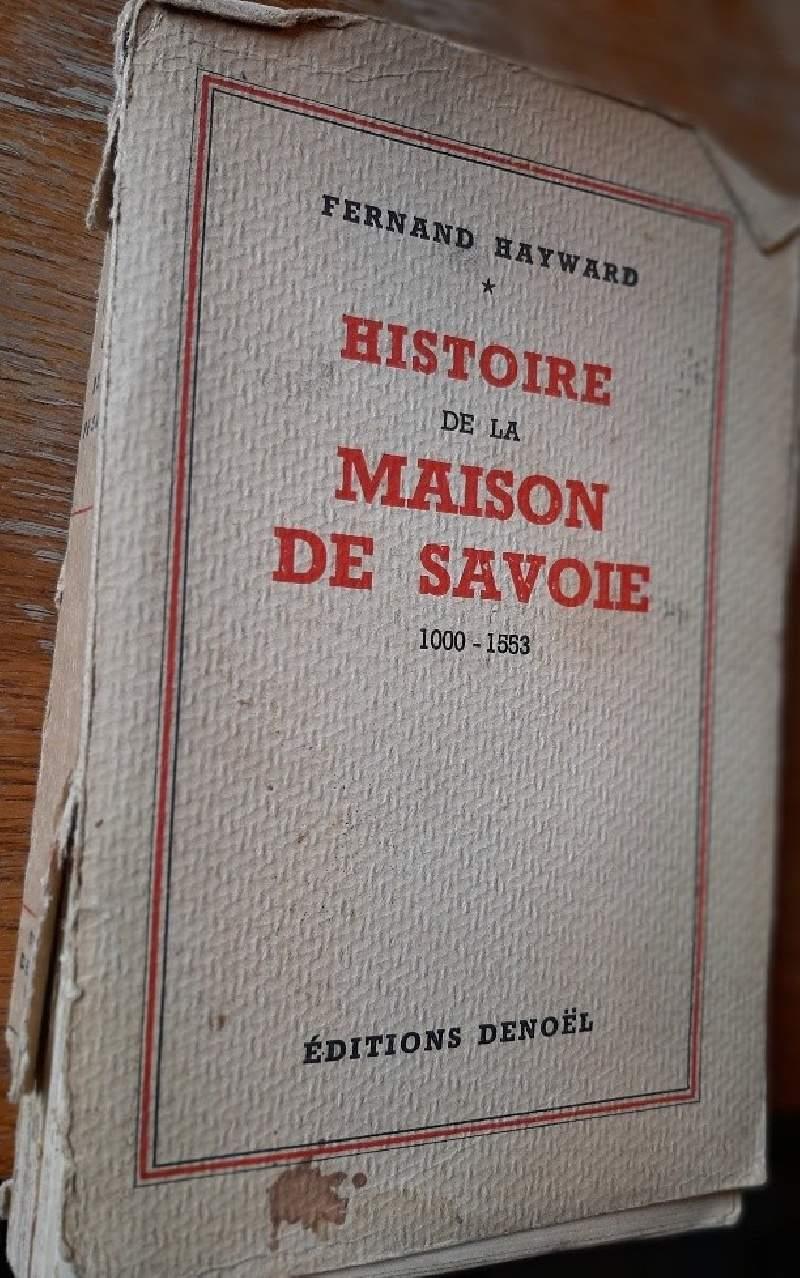 FERNAND HAYWARD
★
HISTOIRE
DE LA
MAISON
DE SAVOIE
1000-1553
ÉDITIONS DENOËL